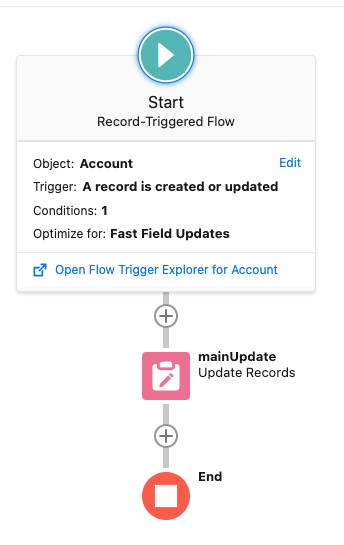 Start
Record-Triggered Flow
Object: Account Edit
Trigger: A record is created or updated
Conditions: 1
Optimize for: Fast Field Updates
Open Flow Trigger Explorer for Account
mainUpdate
Update Records
End